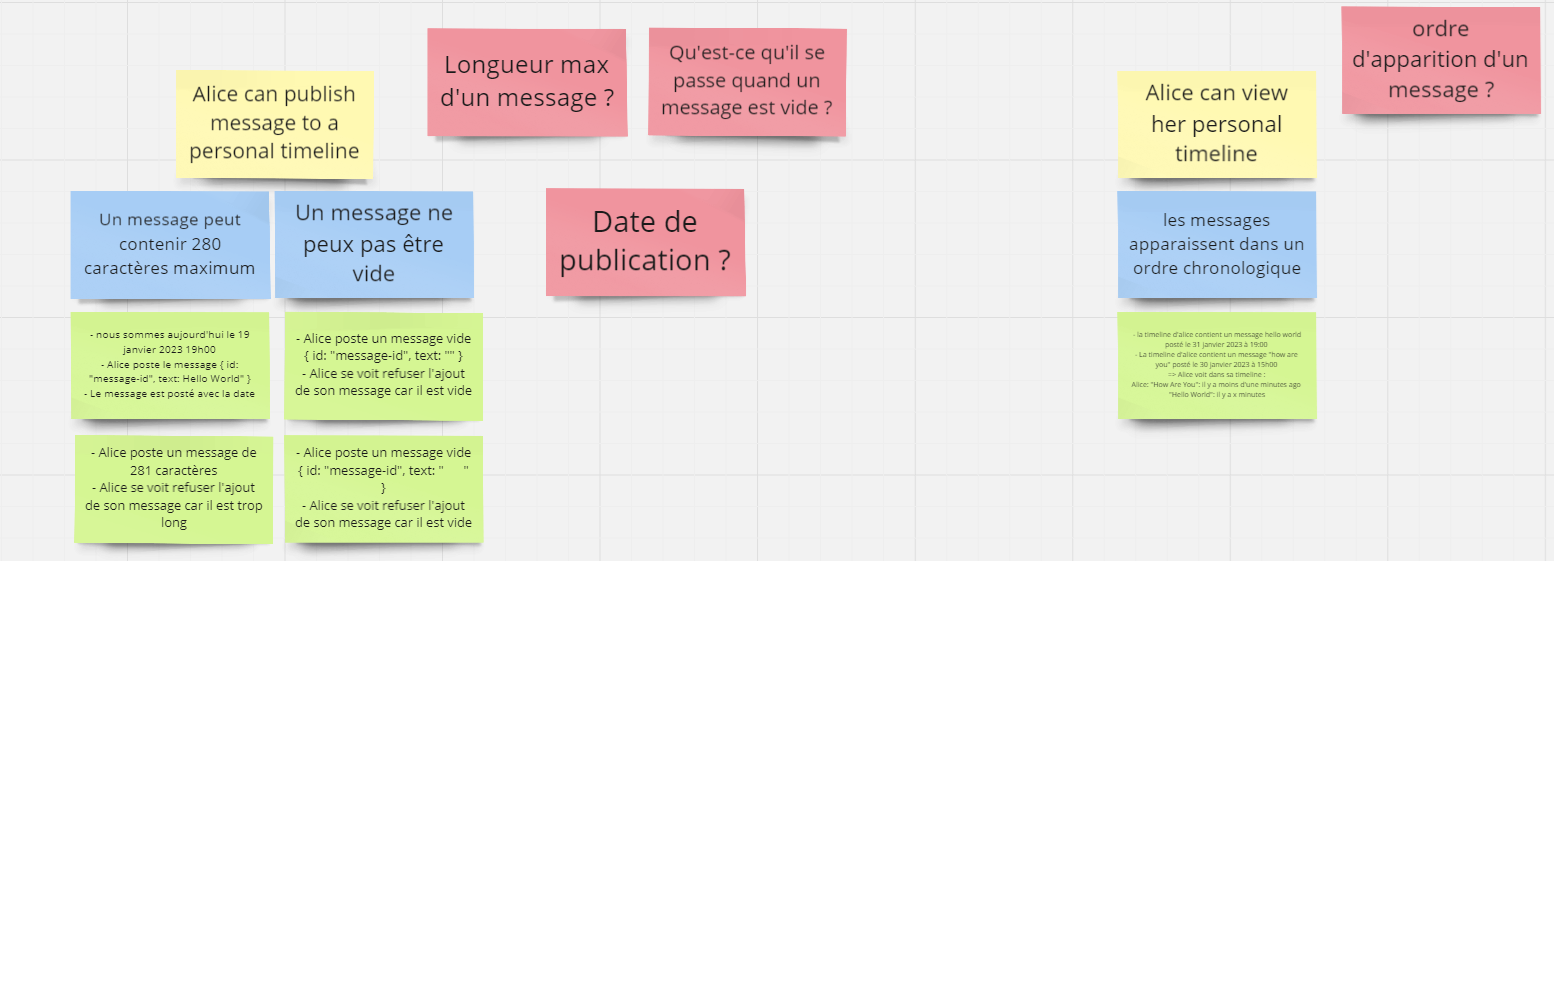 Alice can publish
message to a
personal timeline
Longueur max
d'un message ?
Qu'est-ce qu'il se
passe quand un
message est vide ?
Un message peut
contenir 280
caractères maximum
Un message ne
peux pas être
vide
Date de
publication ?
- nous sommes aujourd'hui le 19
janvier 2023 19h00
- Alice poste le message { id:
"message-id", text: Hello World" }
- Le message est posté avec la date
- Alice poste un message vide
{ id: "message-id", text: "" }
- Alice se voit refuser l'ajout
de son message car il est vide
- Alice poste un message de
281 caractères
- Alice se voit refuser l'ajout
de son message car il est trop
long
- Alice poste un message vide
{ id: "message-id", text: "      "
}
- Alice se voit refuser l'ajout
de son message car il est vide
Alice can view
her personal
timeline
ordre
d'apparition d'un
message ?
les messages
apparaissent dans un
ordre chronologique
- la timeline d'alice contient un message hello world
posté le 31 janvier 2023 à 19:00
- La timeline d'alice contient un message "how are
you" posté le 30 janvier 2023 à 15h00
=> Alice voit dans sa timeline :
Alice: "How Are You": il y a moins d'une minutes ago
"Hello World": il y a x minutes